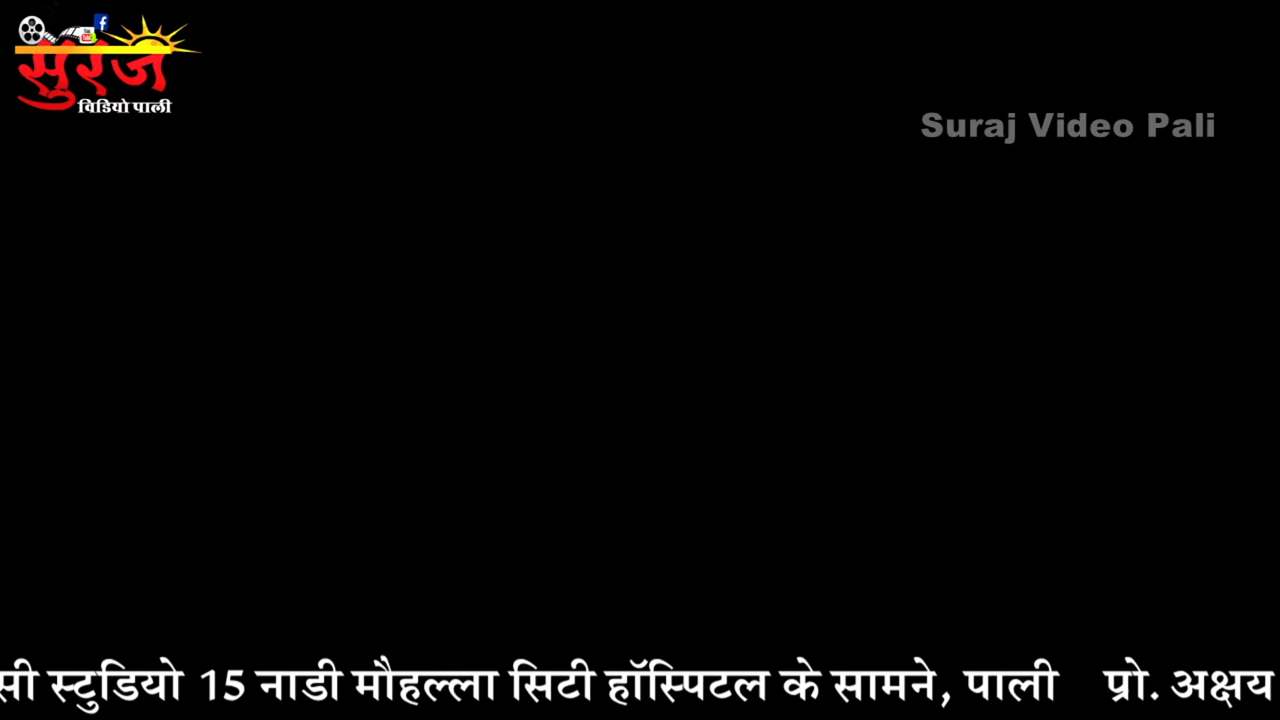 सुरज
विडियो पाली
Suraj Video Pali
सी स्टुडियो 15 नाडी मौहल्ला सिटी हॉस्पिटल के सामने, पाली प्रो. अक्षय